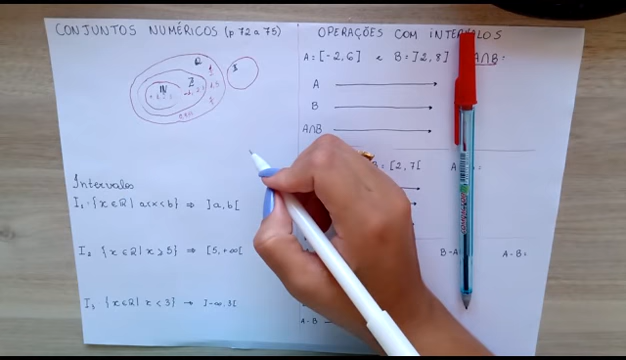 CONJUNTOS NUMÉRICOS (p 72 a 75)
R
I
Z
N
Intervalos
I₁ = {x ∈ R | a < x < b} ⇒ ]a, b[
I₂ {x ∈ R | x ≥ 5} ⇒ [5, +∞[
I₃ {x ∈ R | x < 3} → ]-∞, 3[
OPERAÇÕES COM INTERVALOS
A = [-2, 6] e B = ]2, 8] A∩B =
A
B
A∩B
= [2, 7[ A
B-A
A-B =
A-B